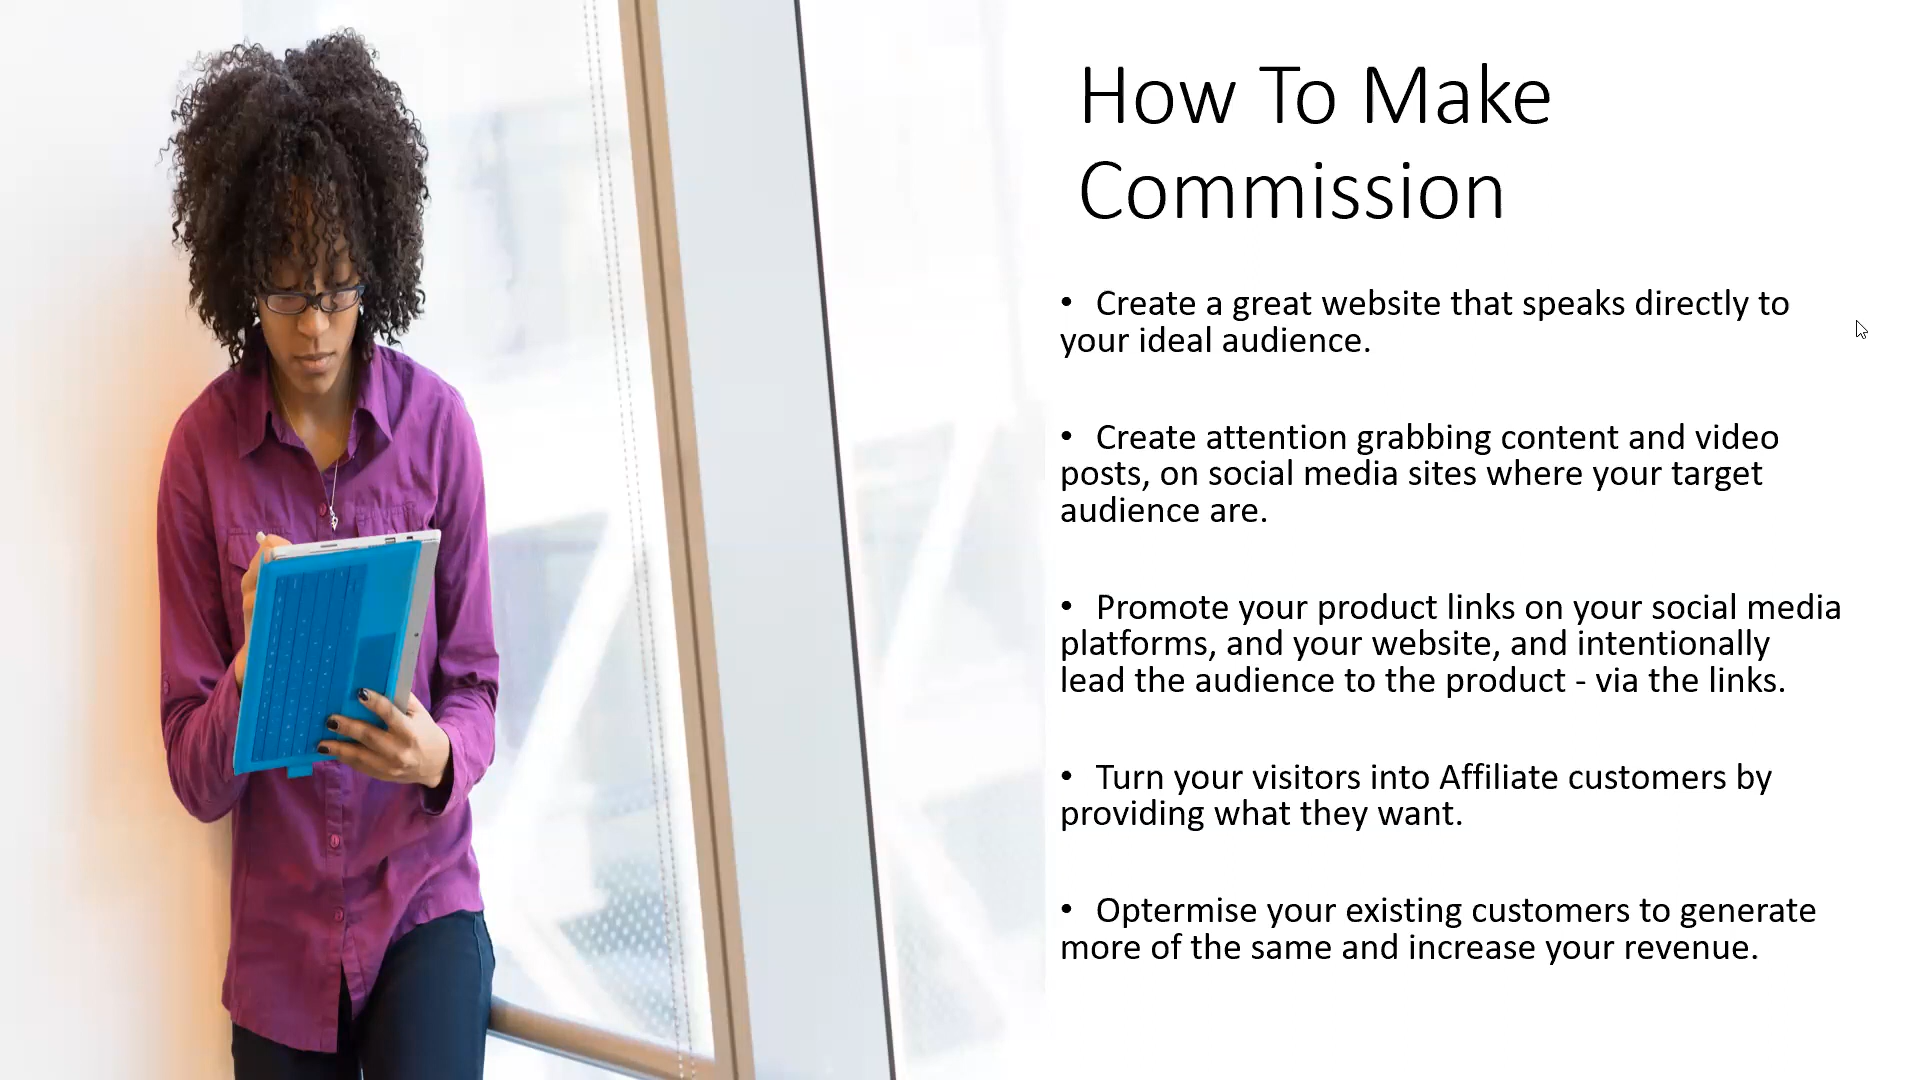 How To Make
Commission
• Create a great website that speaks directly to
your ideal audience.
• Create attention grabbing content and video
posts, on social media sites where your target
audience are.
• Promote your product links on your social media
platforms, and your website, and intentionally
lead the audience to the product - via the links.
• Turn your visitors into Affiliate customers by
providing what they want.
• Optermise your existing customers to generate
more of the same and increase your revenue.